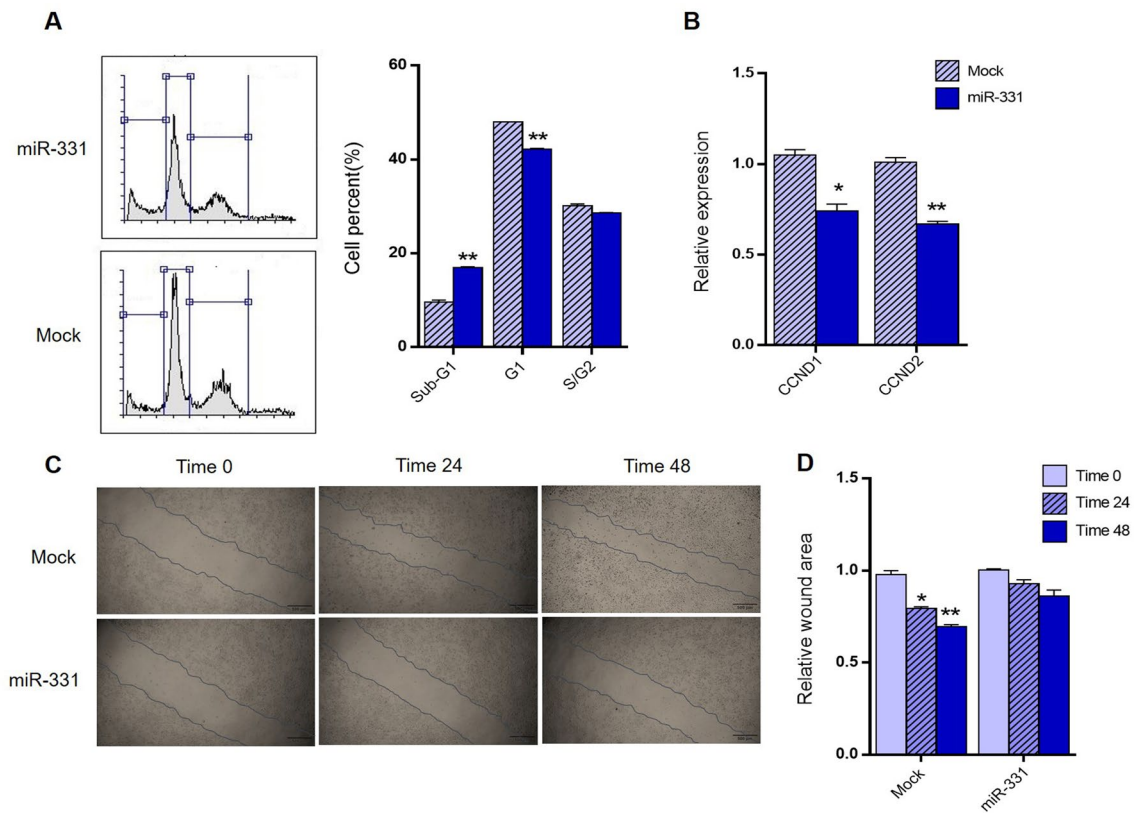 A
B
miR-331
Mock
Cell percent(%)
60
40
20
0
**
**
Sub-G1
G1
S/G2
Mock
miR-331
Relative expression
1.5
1.0
0.5
0.0
*
**
CCND1
CCND2
C
Time 0
Time 24
Time 48
Mock
miR-331
D
Time 0
Time 24
Time 48
Relative wound area
1.5
1.0
0.5
0.0
*
**
Mock
miR-331